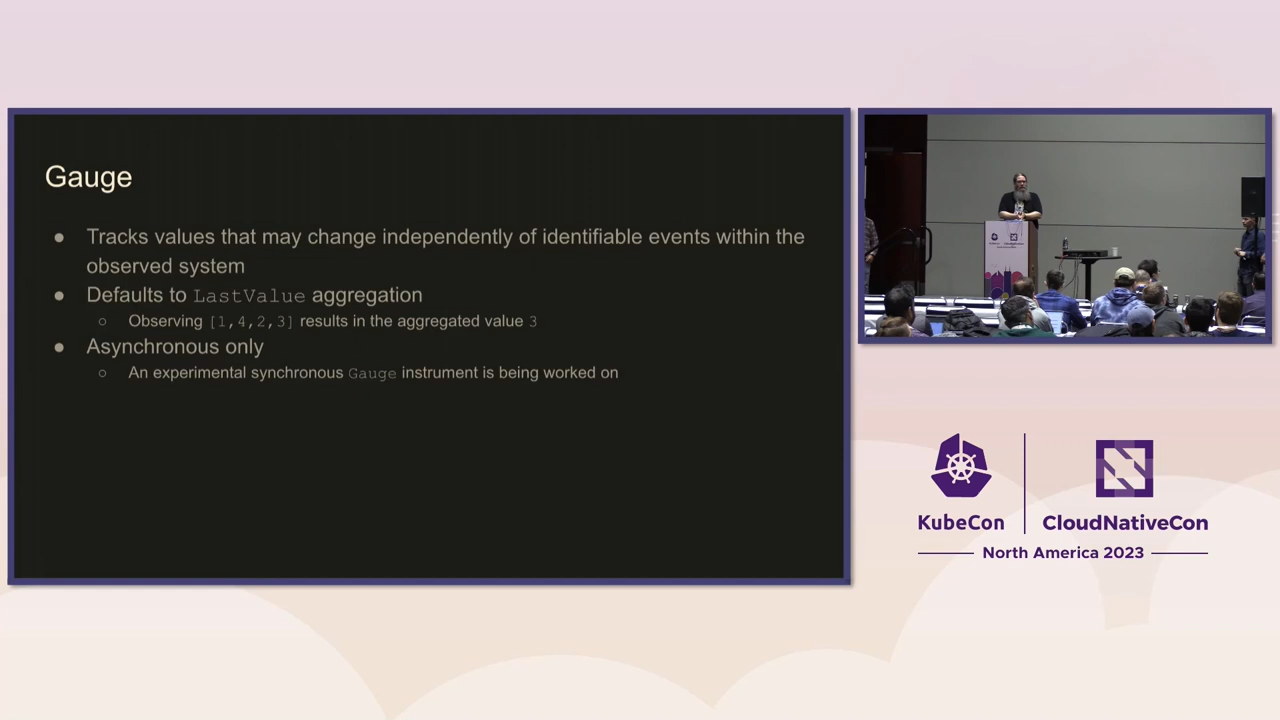 Gauge
● Tracks values that may change independently of identifiable events within the
observed system
● Defaults to LastValue aggregation
○ Observing [1,4,2,3] results in the aggregated value 3
● Asynchronous only
○ An experimental synchronous Gauge instrument is being worked on
KubeCon
CloudNativeCon
North America 2023